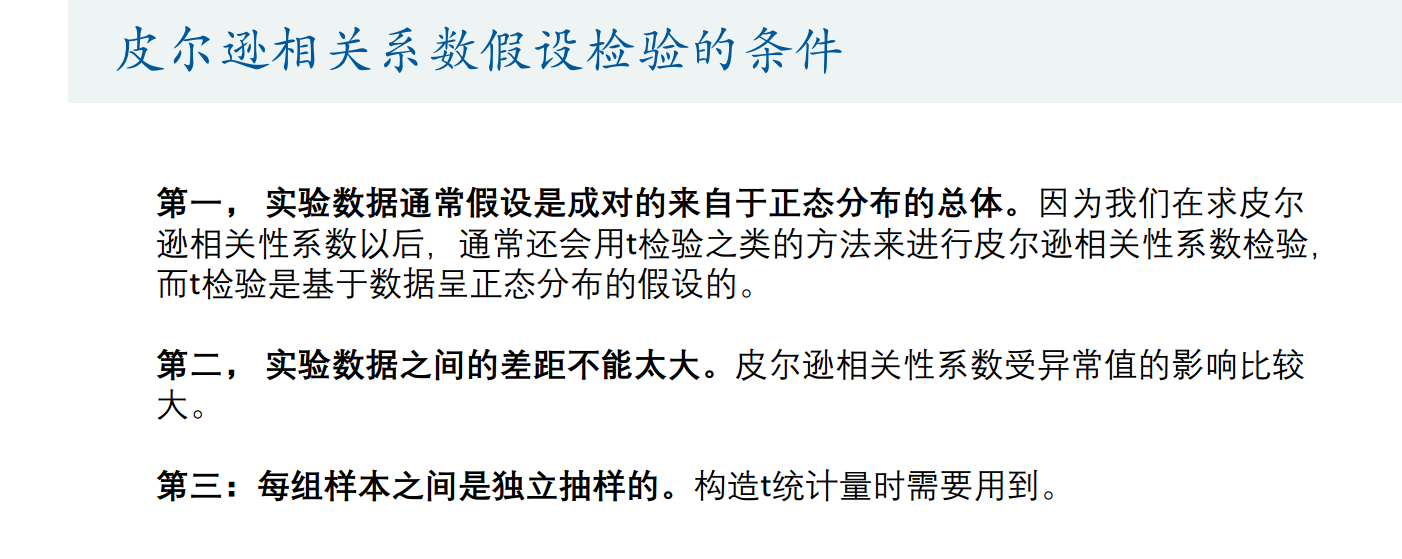 皮尔逊相关系数假设检验的条件
第一， 实验数据通常假设是成对的来自于正态分布的总体。因为我们在求皮尔
逊相关性系数以后，通常还会用t检验之类的方法来进行皮尔逊相关性系数检验，
而t检验是基于数据呈正态分布的假设的。
第二， 实验数据之间的差距不能太大。皮尔逊相关性系数受异常值的影响比较
大。
第三：每组样本之间是独立抽样的。构造t统计量时需要用到。